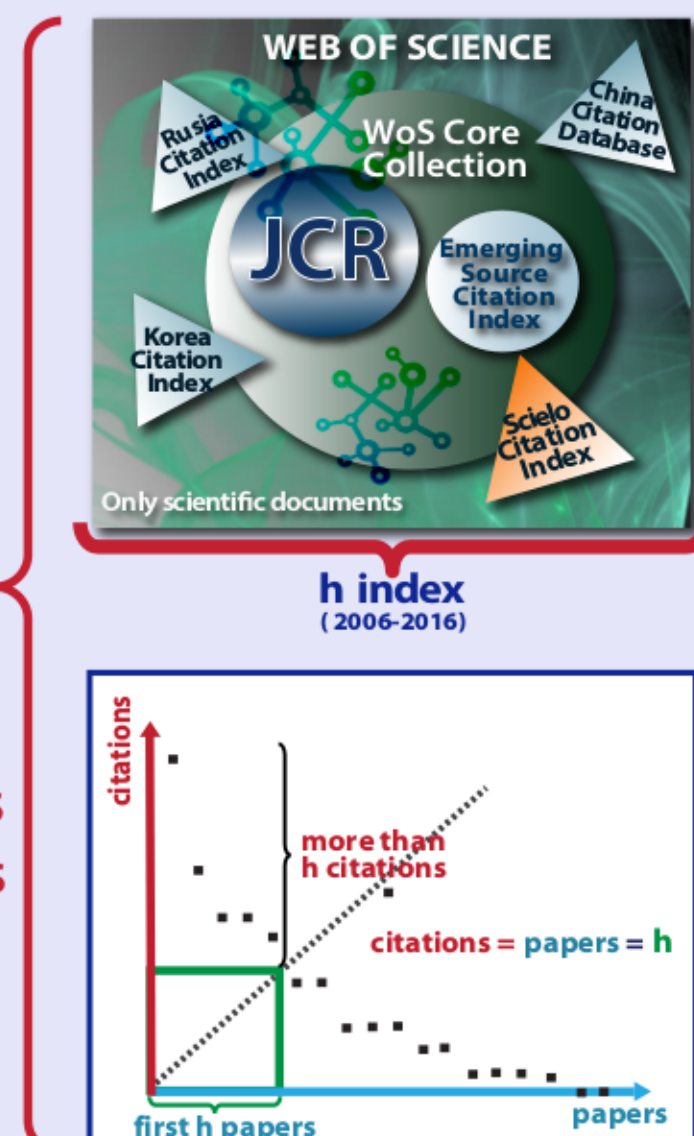 WEB OF SCIENCE
Rusia
Citation
Index
WoS Core
Collection
China
Citation
Database
JCR
Emerging
Source
Citation
Index
Korea
Citation
Index
Scielo
Citation
Index
Only scientific documents
h index
( 2006-2016)
citations
more than
h citations
citations = papers = h
first h papers
papers